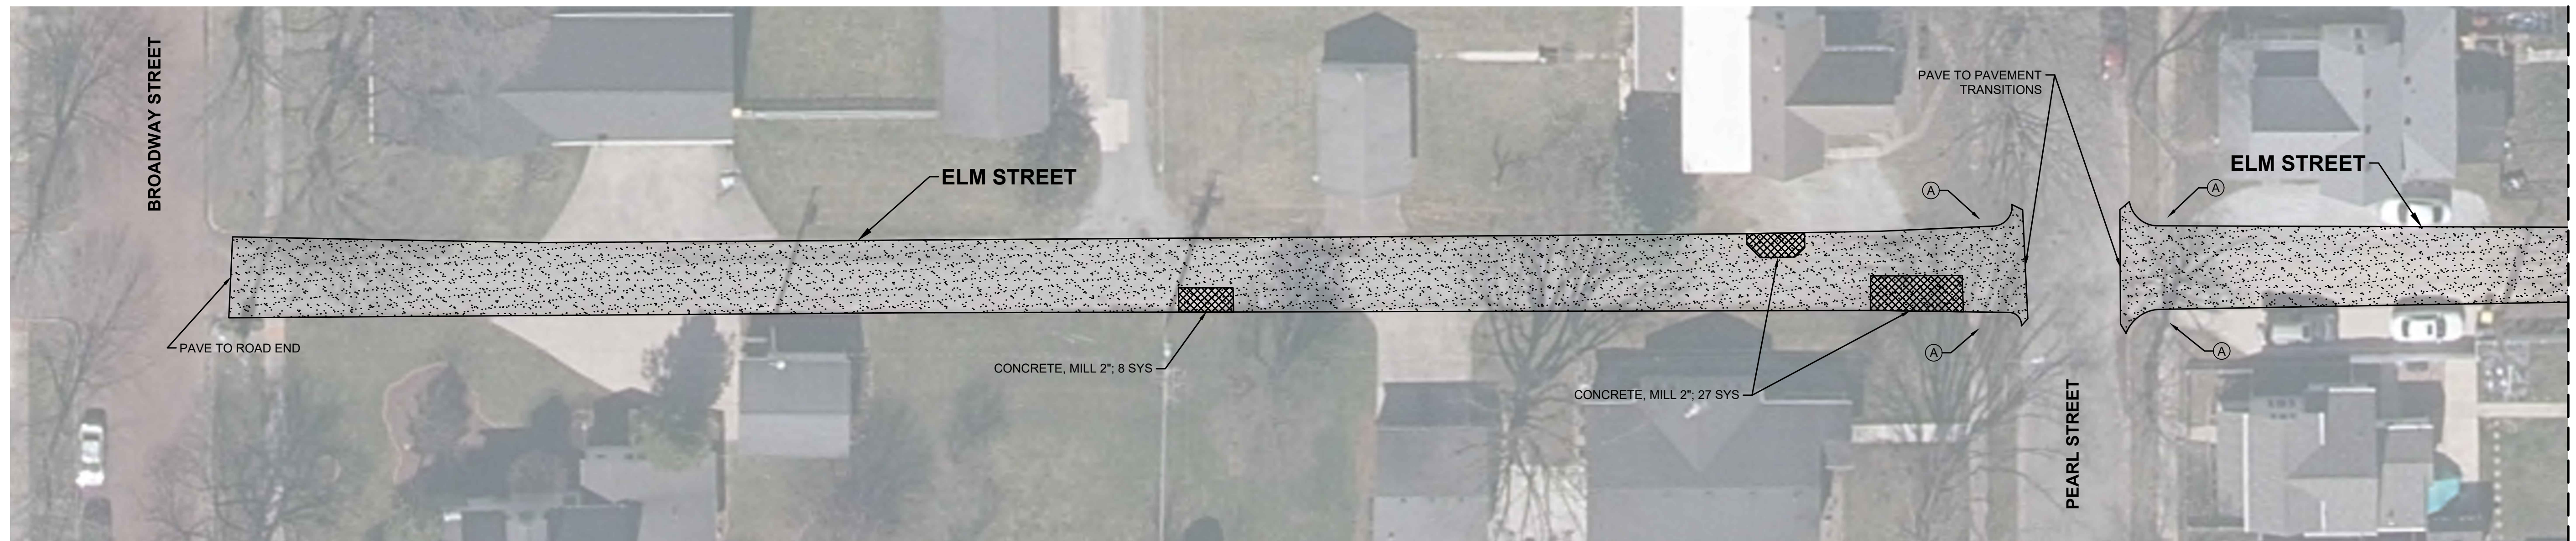 BROADWAY STREET
PAVE TO ROAD END
ELM STREET
CONCRETE, MILL 2"; 8 SYS
CONCRETE, MILL 2"; 27 SYS
PAVE TO PAVEMENT
TRANSITIONS
A
A
PEARL STREET
A
A
ELM STREET